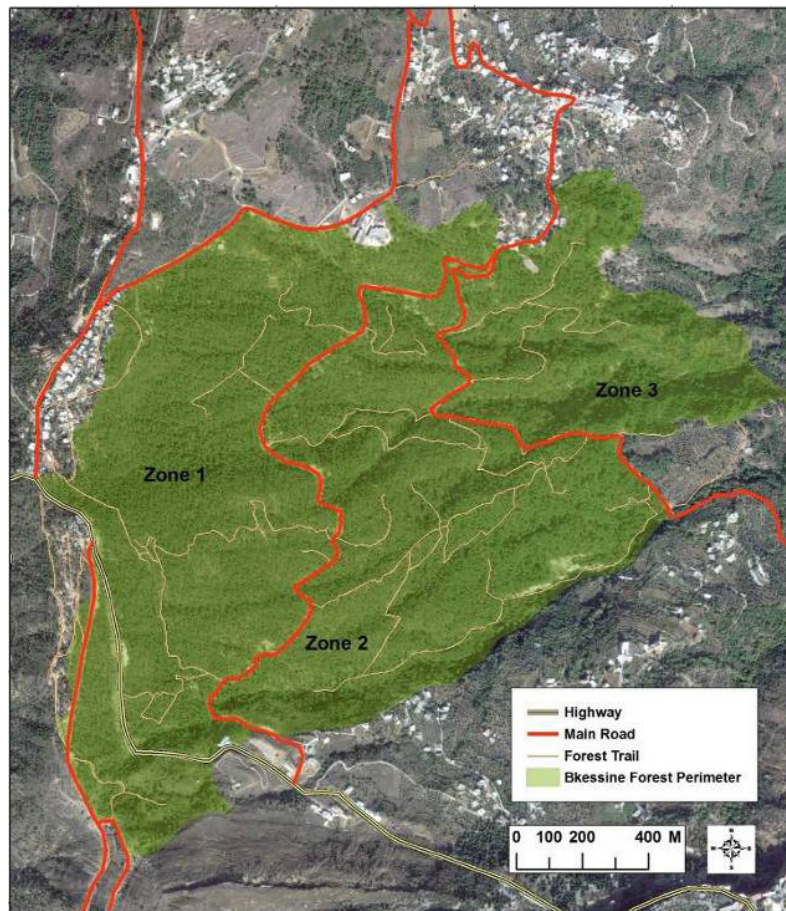 Zone 3
Zone 1
Zone 2
Highway
Main Road
Forest Trail
Bkessine Forest Perimeter
0 100 200 400 M
N